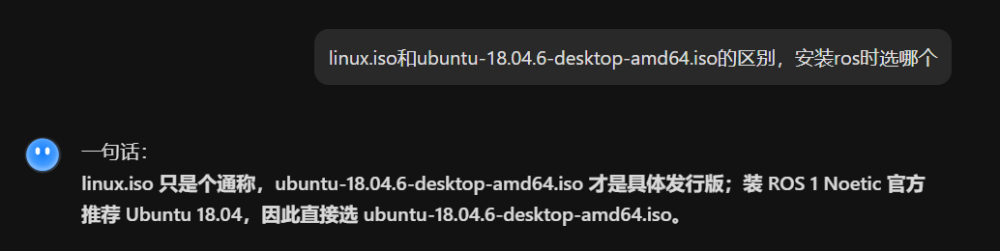 linux.iso和ubuntu-18.04.6-desktop-amd64.iso的区别，安装ros时选哪个
一句话：
linux.iso 只是个通称，ubuntu-18.04.6-desktop-amd64.iso 才是具体发行版；装 ROS 1 Noetic 官方
推荐 Ubuntu 18.04，因此直接选 ubuntu-18.04.6-desktop-amd64.iso。